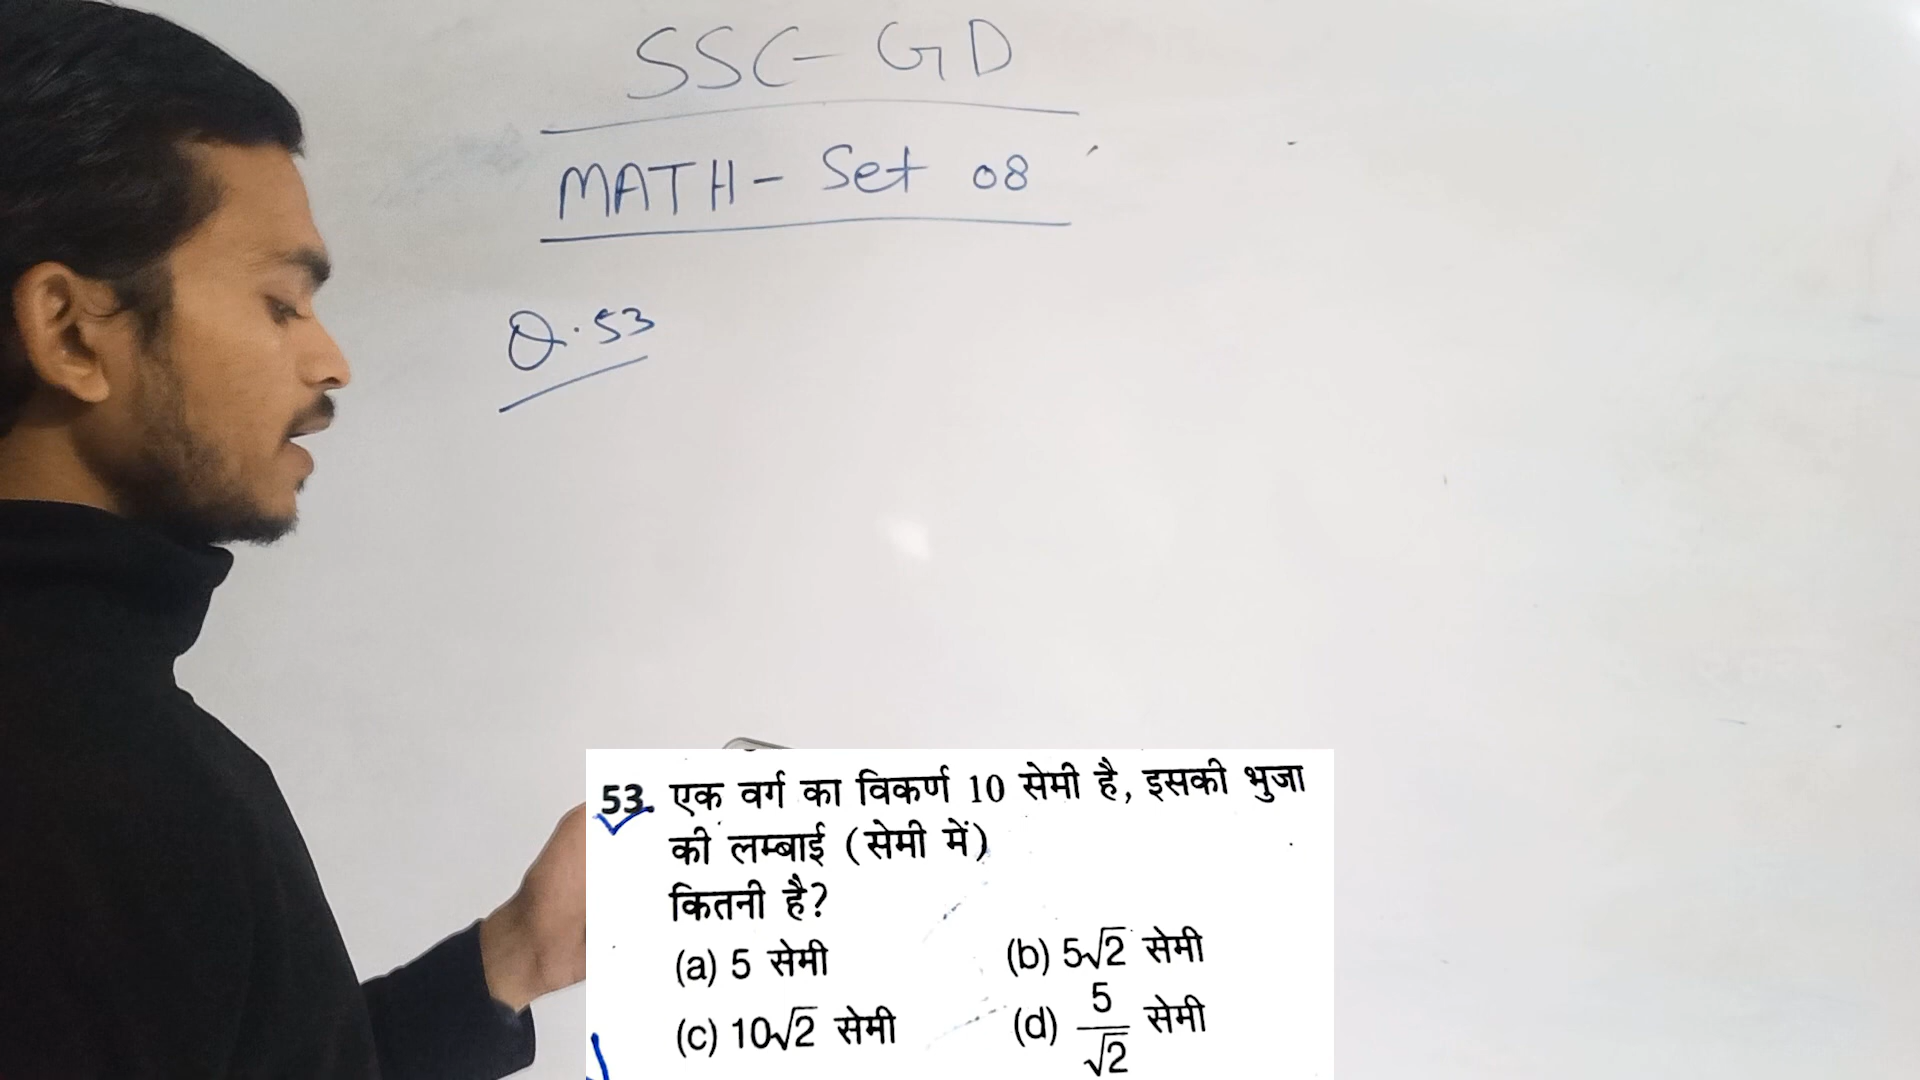 SSC-GD
MATH- Set 08
Q.53
53. एक वर्ग का विकर्ण 10 सेमी है, इसकी भुजा
की लम्बाई (सेमी में)
कितनी है?
(a) 5 सेमी (b) 5√2 सेमी
(c) 10√2 सेमी (d) 5/√2 सेमी